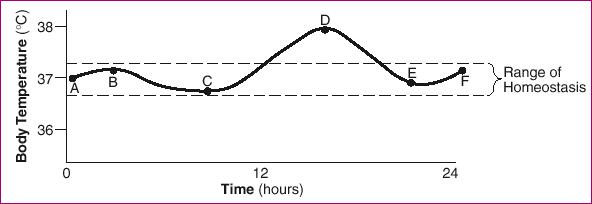 Body Temperature (°C)
38
37
36
A
B
C
D
E
F
Range of
Homeostasis
0
12
24
Time (hours)